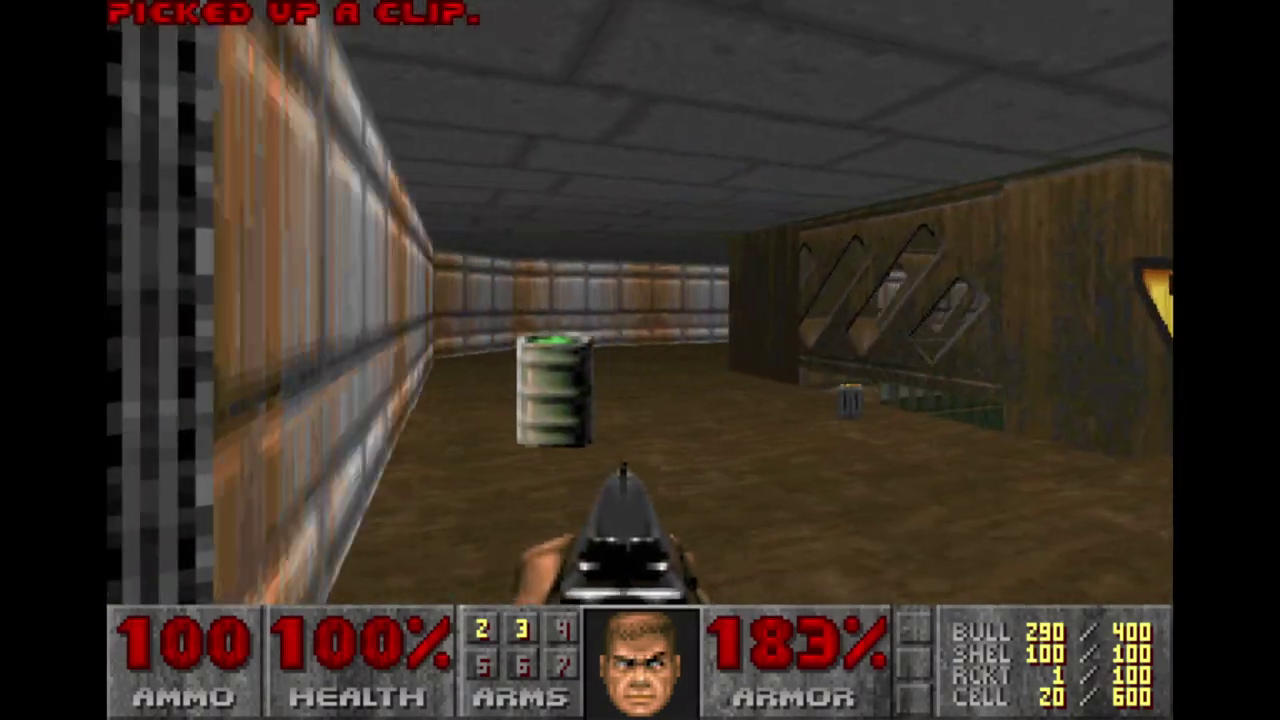 PICKED UP A CLIP.
100 100% 2 3 4 183% BULL 290 / 400
5 6 7 SHEL 100 / 100
RCKT 1 / 100
AMMO HEALTH ARMS ARMOR CELL 20 / 600